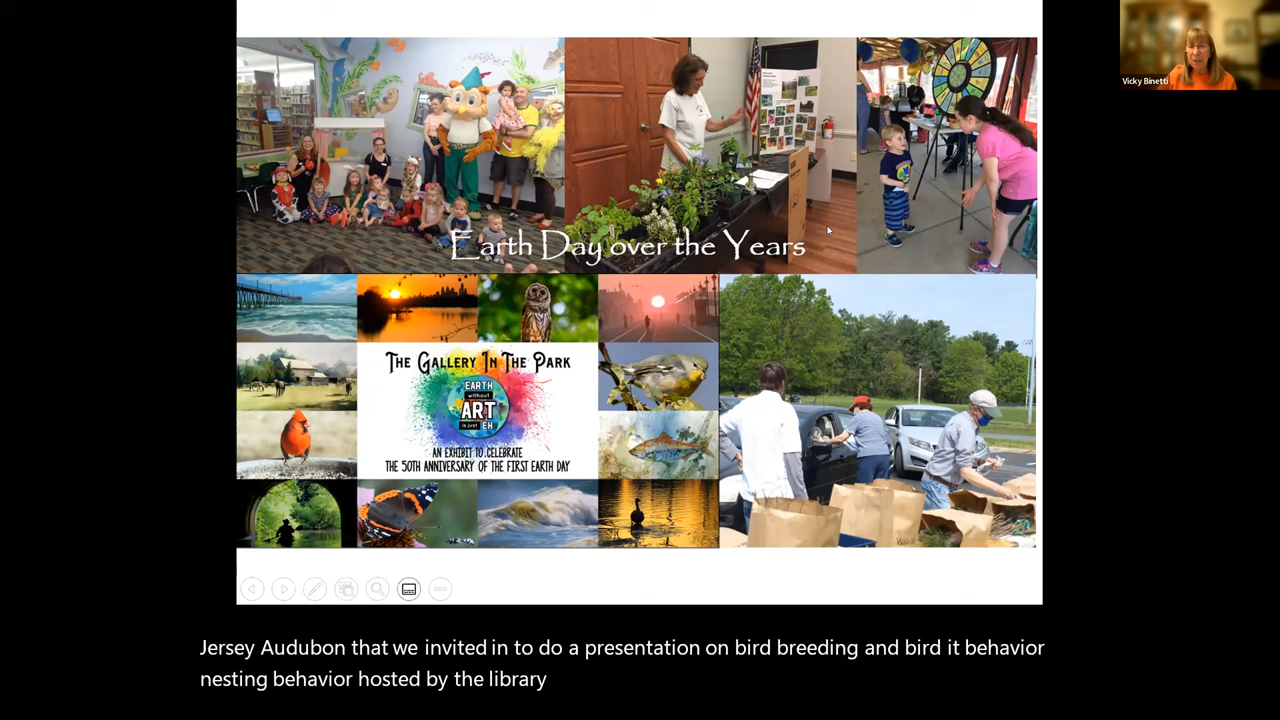 Vicky Binetti
Earth Day over the Years
THE GALLERY IN THE PARK
EARTH
without
ART
is just EH
AN EXHIBIT TO CELEBRATE
THE 50TH ANNIVERSARY OF THE FIRST EARTH DAY
Jersey Audubon that we invited in to do a presentation on bird breeding and bird it behavior
nesting behavior hosted by the library